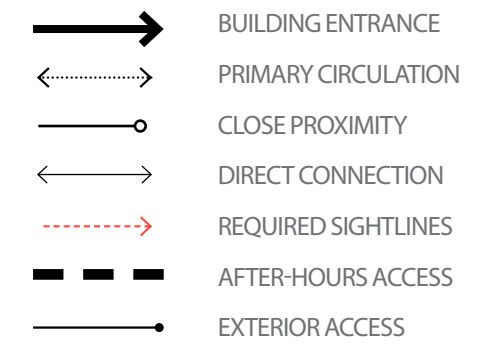 BUILDING ENTRANCE
PRIMARY CIRCULATION
CLOSE PROXIMITY
DIRECT CONNECTION
REQUIRED SIGHTLINES
AFTER-HOURS ACCESS
EXTERIOR ACCESS